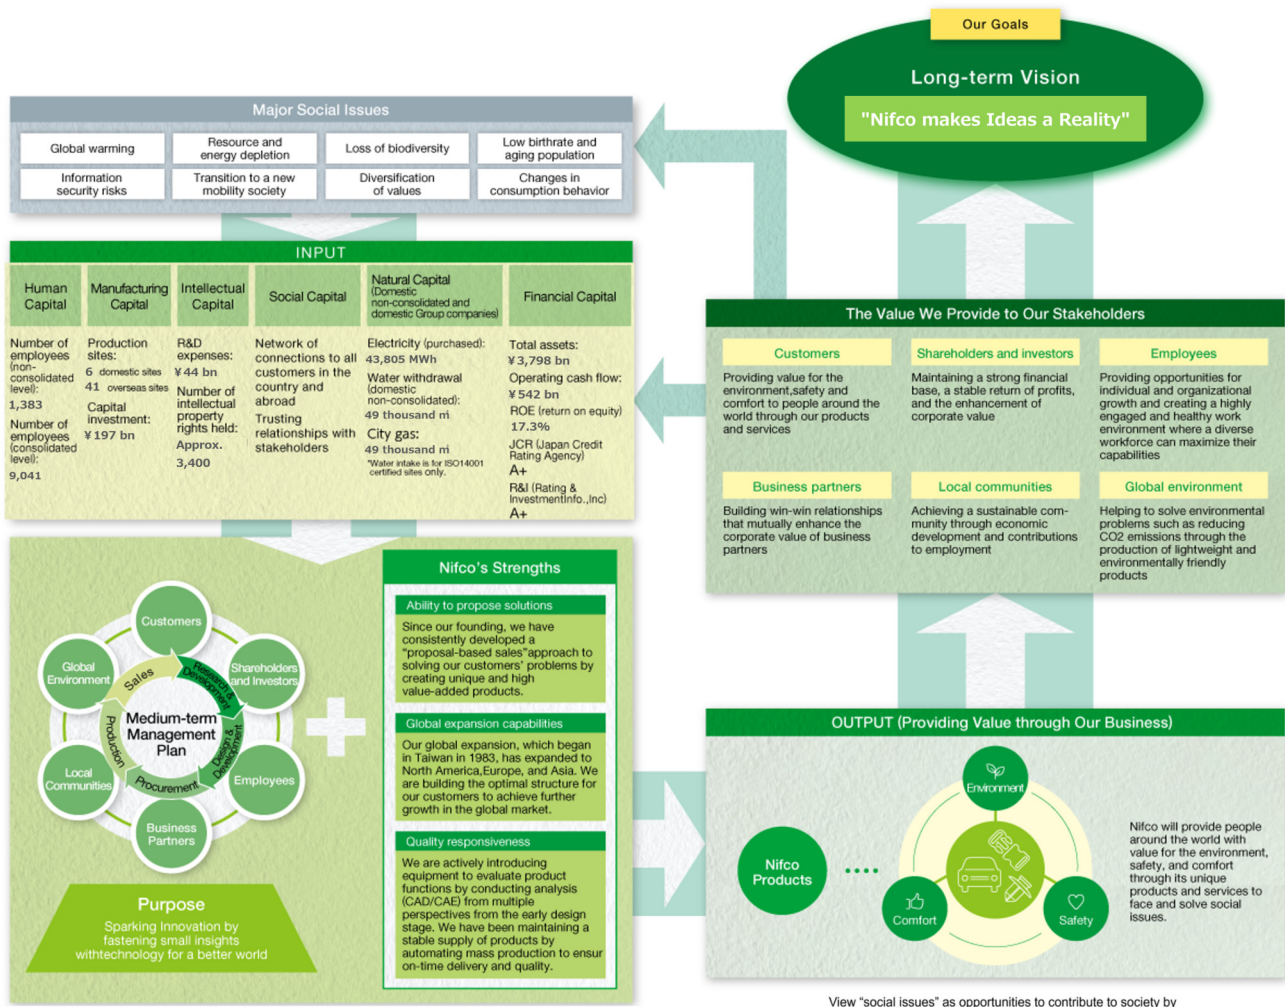 Our Goals
Long-term Vision
"Nifco makes Ideas a Reality"
Major Social Issues
Global warming
Resource and
energy depletion
Loss of biodiversity
Low birthrate and
aging population
Information
security risks
Transition to a new
mobility society
Diversification
of values
Changes in
consumption behavior
INPUT
Human
Capital
Number of
employees
(non-
consolidated
level):
1,383
Number of
employees
(consolidated
level):
9,041
Manufacturing
Capital
Production
sites:
6 domestic sites
41 overseas sites
Capital
investment:
¥197 bn
Intellectual
Capital
R&D
expenses:
¥44 bn
Number of
intellectual
property
rights held:
Approx.
3,400
Social Capital
Network of
connections to all
customers in the
country and
abroad
Trusting
relationships with
stakeholders
Natural Capital
(Domestic
non-consolidated and
domestic Group companies)
Electricity (purchased):
43,805 MWh
Water withdrawal
(domestic
non-consolidated):
49 thousand ㎥
City gas:
49 thousand ㎥
*Water intake is for ISO14001
certified sites only.
Financial Capital
Total assets:
¥3,798 bn
Operating cash flow:
¥542 bn
ROE (return on equity)
17.3%
JCR (Japan Credit
Rating Agency)
A+
R&I (Rating &
InvestmentInfo.,Inc)
A+
The Value We Provide to Our Stakeholders
Customers
Providing value for the
environment,safety and
comfort to people around the
world through our products
and services
Shareholders and investors
Maintaining a strong financial
base, a stable return of profits,
and the enhancement of
corporate value
Employees
Providing opportunities for
individual and organizational
growth and creating a highly
engaged and healthy work
environment where a diverse
workforce can maximize their
capabilities
Business partners
Building win-win relationships
that mutually enhance the
corporate value of business
partners
Local communities
Achieving a sustainable com-
munity through economic
development and contributions
to employment
Global environment
Helping to solve environmental
problems such as reducing
CO2 emissions through the
production of lightweight and
environmentally friendly
products
Customers
Shareholders
and Investors
Employees
Business
Partners
Local
Communities
Global
Environment
Sales
Research &
Development
Design &
Development
Procurement
Production
Medium-term
Management
Plan
Purpose
Sparking Innovation by
fastening small insights
withtechnology for a better world
Nifco's Strengths
Ability to propose solutions
Since our founding, we have
consistently developed a
"proposal-based sales"approach to
solving our customers' problems by
creating unique and high
value-added products.
Global expansion capabilities
Our global expansion, which began
in Taiwan in 1983, has expanded to
North America,Europe, and Asia. We
are building the optimal structure for
our customers to achieve further
growth in the global market.
Quality responsiveness
We are actively introducing
equipment to evaluate product
functions by conducting analysis
(CAD/CAE) from multiple
perspectives from the early design
stage. We have been maintaining a
stable supply of products by
automating mass production to ensure
on-time delivery and quality.
OUTPUT (Providing Value through Our Business)
Nifco
Products
Environment
Comfort
Safety
Nifco will provide people
around the world with
value for the environment,
safety, and comfort
through its unique
products and services to
face and solve social
issues.
View "social issues" as opportunities to contribute to society by